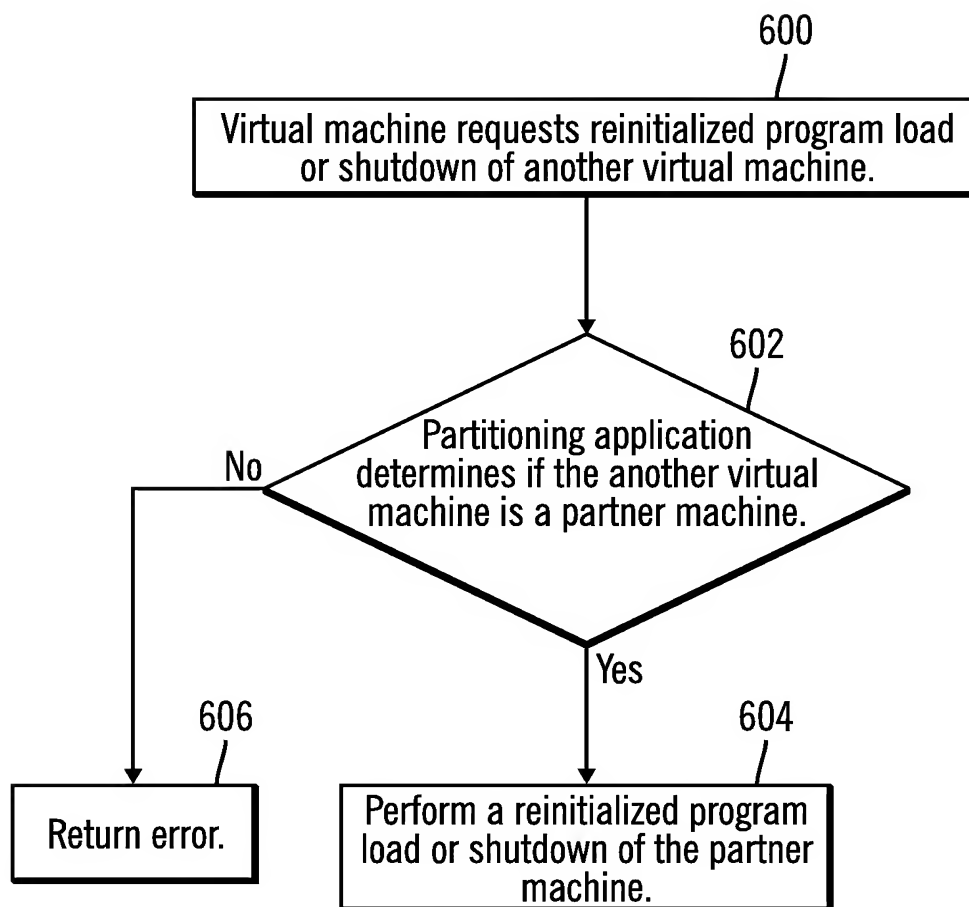 600
Virtual machine requests reinitialized program load
or shutdown of another virtual machine.
602
Partitioning application
determines if the another virtual
machine is a partner machine.
No
Yes
606
Return error.
604
Perform a reinitialized program
load or shutdown of the partner
machine.